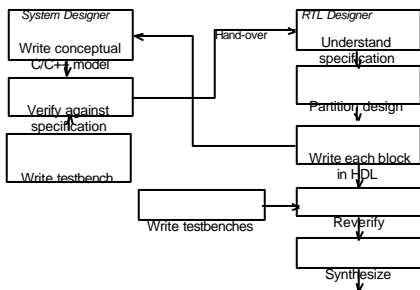 System Designer
Write conceptual
C/C++ model
Verify against
specification
Write testbench
Hand-over
RTL Designer
Understand
specification
Partition design
Write each block
in HDL
Write testbenches
Reverify
Synthesize